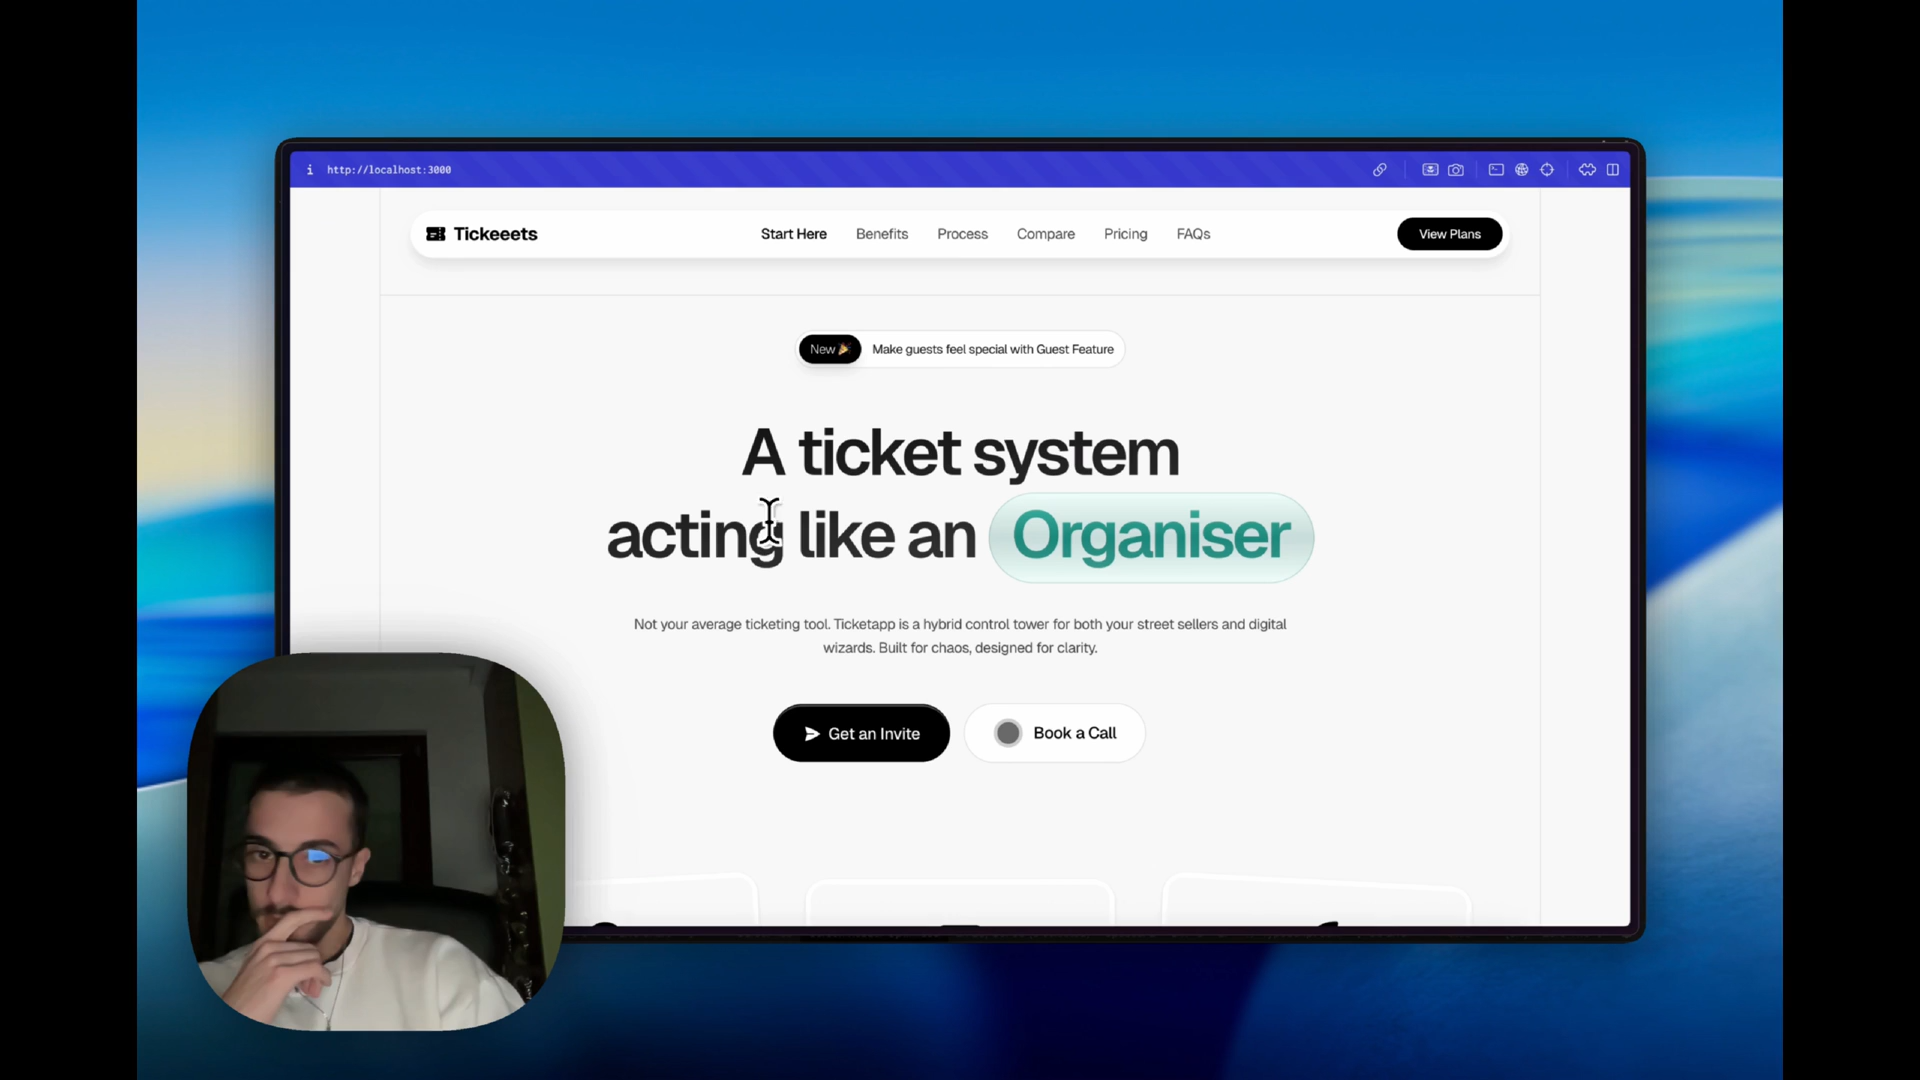 http://localhost:3000
Tickeeets
Start Here
Benefits
Process
Compare
Pricing
FAQs
View Plans
New 🎉 Make guests feel special with Guest Feature
A ticket system
acting like an Organiser
Not your average ticketing tool. Ticketapp is a hybrid control tower for both your street sellers and digital
wizards. Built for chaos, designed for clarity.
Get an Invite
Book a Call